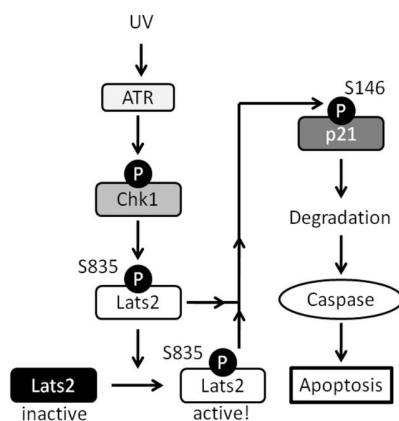 UV
ATR
P
Chk1
S835
P
Lats2
S835
P
Lats2
inactive
Lats2
active!
S146
P
p21
Degradation
Caspase
Apoptosis